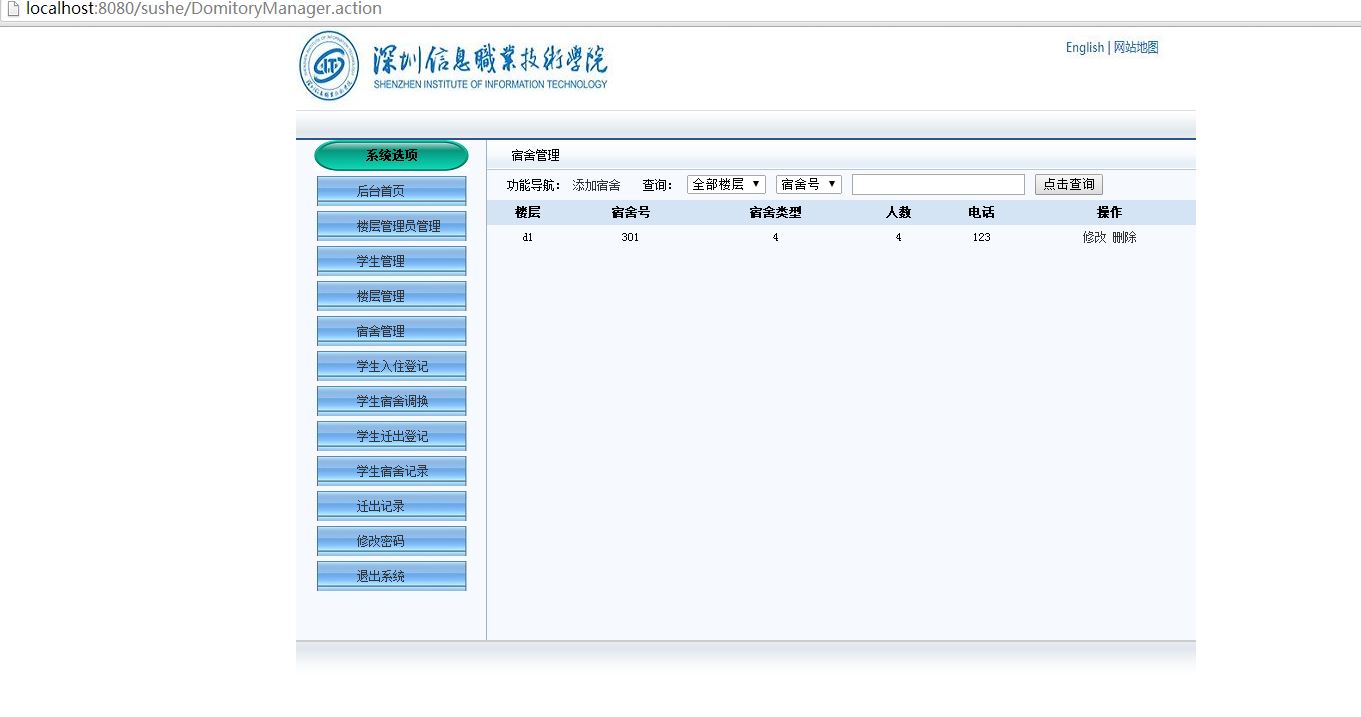 localhost:8080/sushe/DomitoryManager.action
English | 网站地图
深圳信息職業技術學院
SHENZHEN INSTITUTE OF INFORMATION TECHNOLOGY
系统选项
后台首页
楼层管理员管理
学生管理
楼层管理
宿舍管理
学生入住登记
学生宿舍调换
学生迁出登记
学生宿舍记录
迁出记录
修改密码
退出系统
宿舍管理
功能导航: 添加宿舍 查询: 全部楼层 宿舍号 点击查询
楼层 宿舍号 宿舍类型 人数 电话 操作
d1 301 4 4 123 修改 删除